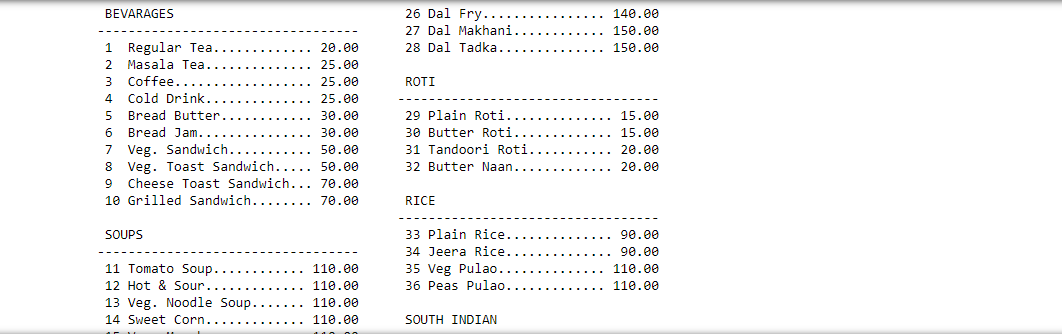 BEVARAGES
----------------------------------
1  Regular Tea............. 20.00
2  Masala Tea.............. 25.00
3  Coffee.................. 25.00
4  Cold Drink.............. 25.00
5  Bread Butter............ 30.00
6  Bread Jam............... 30.00
7  Veg. Sandwich........... 50.00
8  Veg. Toast Sandwich..... 50.00
9  Cheese Toast Sandwich... 70.00
10 Grilled Sandwich........ 70.00
SOUPS
----------------------------------
11 Tomato Soup............ 110.00
12 Hot & Sour............. 110.00
13 Veg. Noodle Soup....... 110.00
14 Sweet Corn............. 110.00
26 Dal Fry................ 140.00
27 Dal Makhani............ 150.00
28 Dal Tadka.............. 150.00
ROTI
----------------------------------
29 Plain Roti.............. 15.00
30 Butter Roti............. 15.00
31 Tandoori Roti........... 20.00
32 Butter Naan............. 20.00
RICE
----------------------------------
33 Plain Rice.............. 90.00
34 Jeera Rice.............. 90.00
35 Veg Pulao.............. 110.00
36 Peas Pulao............. 110.00
SOUTH INDIAN